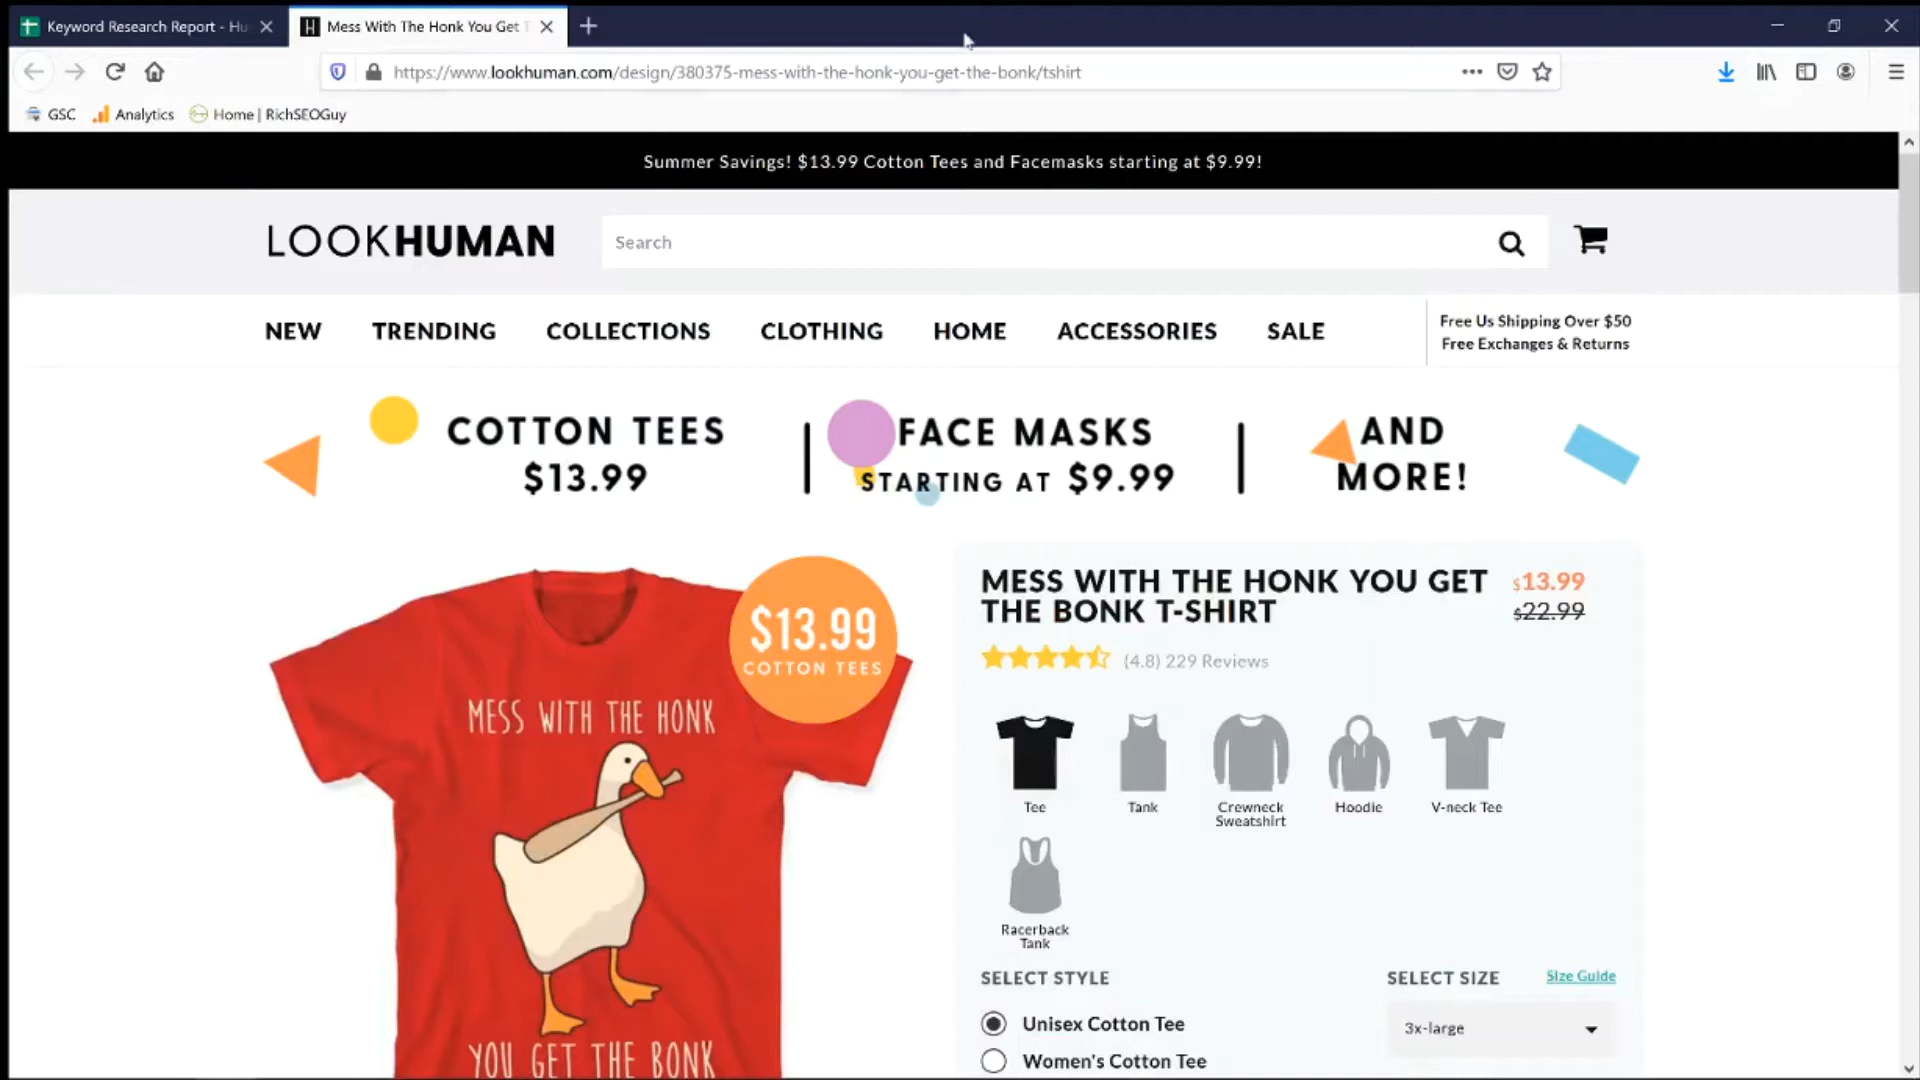 Keyword Research Report - Hu
Mess With The Honk You Get
https://www.lookhuman.com/design/380375-mess-with-the-honk-you-get-the-bonk/tshirt
GSC
Analytics
Home | RichSEOGuy
Summer Savings! $13.99 Cotton Tees and Facemasks starting at $9.99!
LOOKHUMAN
Search
NEW
TRENDING
COLLECTIONS
CLOTHING
HOME
ACCESSORIES
SALE
Free Us Shipping Over $50
Free Exchanges & Returns
COTTON TEES
$13.99
FACE MASKS
STARTING AT $9.99
AND
MORE!
$13.99
COTTON TEES
MESS WITH THE HONK
YOU GET THE BONK
MESS WITH THE HONK YOU GET
THE BONK T-SHIRT
$13.99
$22.99
(4.8) 229 Reviews
Tee
Tank
Crewneck
Sweatshirt
Hoodie
V-neck Tee
Racerback
Tank
SELECT STYLE
SELECT SIZE
Size Guide
Unisex Cotton Tee
3x-large
Women's Cotton Tee